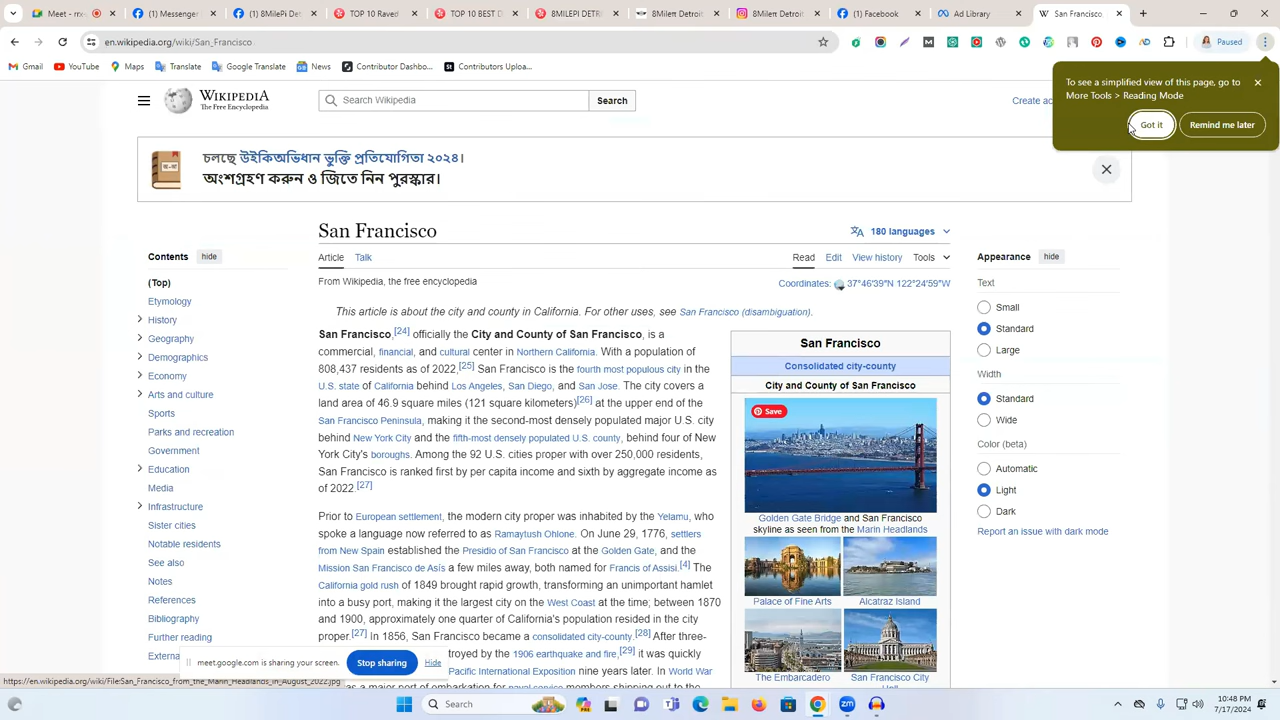 (1) Messenger
(1) 8MilePi DET
Facebook
TOP 10 BEST D
8MILEPI DETRO
8Milem Detroit
8Milem Detroit
(1) Facebook
Ad Library
San Francisco
en.wikipedia.org/wiki/San_Francisco
Paused
Gmail
YouTube
Maps
Translate
Google Translate
News
Contributor Dashbo...
Contributors Uploa...
To see a simplified view of this page, go to
More Tools > Reading Mode
Got it
Remind me later
WIKIPEDIA
The Free Encyclopedia
Search Wikipedia
Search
Create ac
চলছে উইকিঅভিধান ভুক্তি প্রতিযোগিতা ২০২৪।
অংশগ্রহণ করুন ও জিতে নিন পুরস্কার।
San Francisco
180 languages
Article
Talk
Read
Edit
View history
Tools
From Wikipedia, the free encyclopedia
Coordinates: 37°46′39″N 122°24′59″W
Contents
hide
(Top)
Etymology
History
Geography
Demographics
Economy
Arts and culture
Sports
Parks and recreation
Government
Media
Education
Infrastructure
Sister cities
Notable residents
See also
Notes
References
Bibliography
Further reading
Externa
This article is about the city and county in California. For other uses, see San Francisco (disambiguation).
San Francisco,[24] officially the City and County of San Francisco, is a
commercial, financial, and cultural center in Northern California. With a population of
808,437 residents as of 2022,[25] San Francisco is the fourth most populous city in the
U.S. state of California behind Los Angeles, San Diego, and San Jose. The city covers a
land area of 46.9 square miles (121 square kilometers)[26] at the upper end of the
San Francisco Peninsula, making it the second-most densely populated major U.S. city
behind New York City and the fifth-most densely populated U.S. county, behind four of New
York City's boroughs. Among the 92 U.S. cities proper with over 250,000 residents,
San Francisco is ranked first by per capita income and sixth by aggregate income as
of 2022.[27]
Prior to European settlement, the modern city proper was inhabited by the Yelamu, who
spoke a language now referred to as Ramaytush Ohlone. On June 29, 1776, settlers
from New Spain established the Presidio of San Francisco at the Golden Gate, and the
Mission San Francisco de Asís a few miles away, both named for Francis of Assisi.[4] The
California gold rush of 1849 brought rapid growth, transforming an unimportant hamlet
into a busy port, making it the largest city on the West Coast at the time; between 1870
and 1900, approximately one quarter of California's population resided in the city
proper.[27] In 1856, San Francisco became a consolidated city-county.[28] After three-
troyed by the 1906 earthquake and fire,[29] it was quickly
Pacific International Exposition nine years later. In World War
as a major port of embarkation for naval service members shipping out to the
San Francisco
Consolidated city-county
City and County of San Francisco
Save
Golden Gate Bridge and San Francisco
skyline as seen from the Marin Headlands
Palace of Fine Arts
Alcatraz Island
The Embarcadero
San Francisco City
Hall
Appearance
hide
Text
Small
Standard
Large
Width
Standard
Wide
Color (beta)
Automatic
Light
Dark
Report an issue with dark mode
meet.google.com is sharing your screen.
Stop sharing
Hide
https://en.wikipedia.org/wiki/File:San_Francisco_from_the_Marin_Headlands_in_August_2022.jpg
Search
10:48 PM
7/17/2024